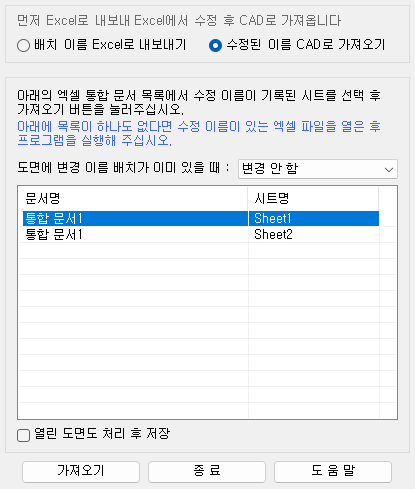 먼저 Excel로 내보내 Excel에서 수정 후 CAD로 가져옵니다
배치 이름 Excel로 내보내기 수정된 이름 CAD로 가져오기
아래의 엑셀 통합 문서 목록에서 수정 이름이 기록된 시트를 선택 후
가져오기 버튼을 눌러주십시오.
아래에 목록이 하나도 없다면 수정 이름이 있는 엑셀 파일을 열은 후
프로그램을 실행해 주십시오.
도면에 변경 이름 배치가 이미 있을 때 : 변경 안 함
문서명 시트명
통합 문서1 Sheet1
통합 문서1 Sheet2
열린 도면도 처리 후 저장
가져오기 종 료 도 움 말